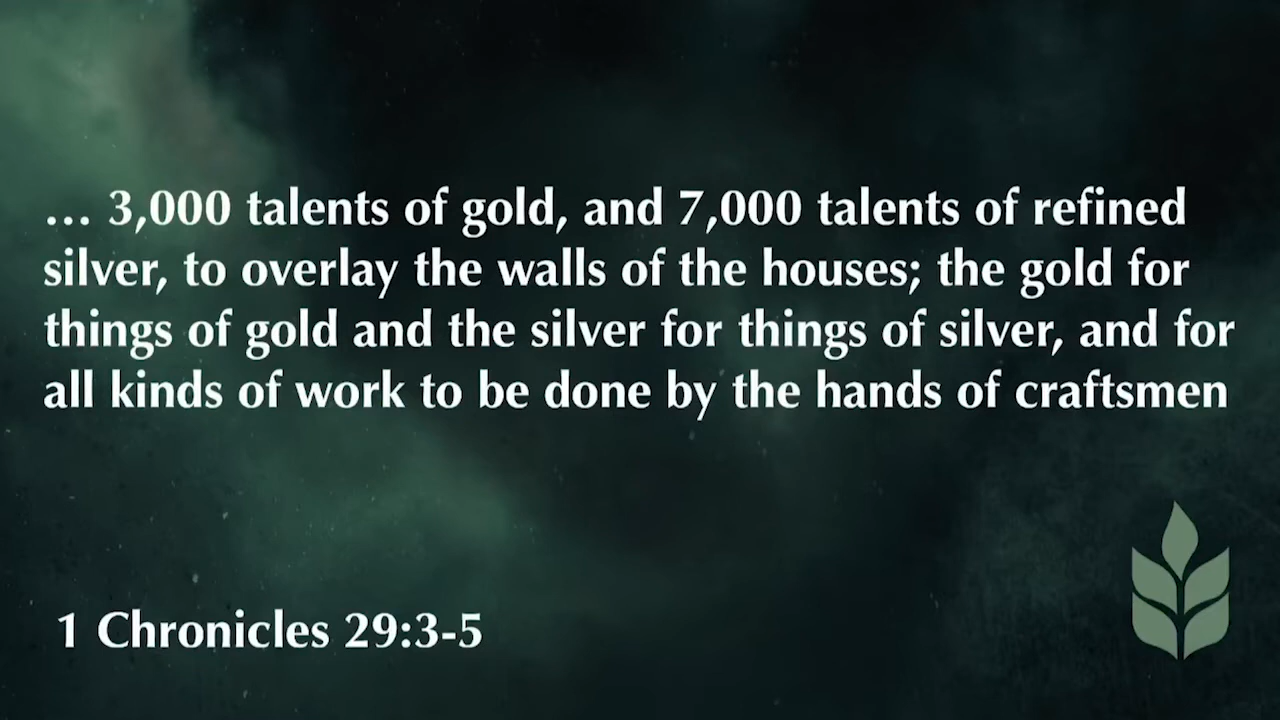 … 3,000 talents of gold, and 7,000 talents of refined
silver, to overlay the walls of the houses; the gold for
things of gold and the silver for things of silver, and for
all kinds of work to be done by the hands of craftsmen
1 Chronicles 29:3-5